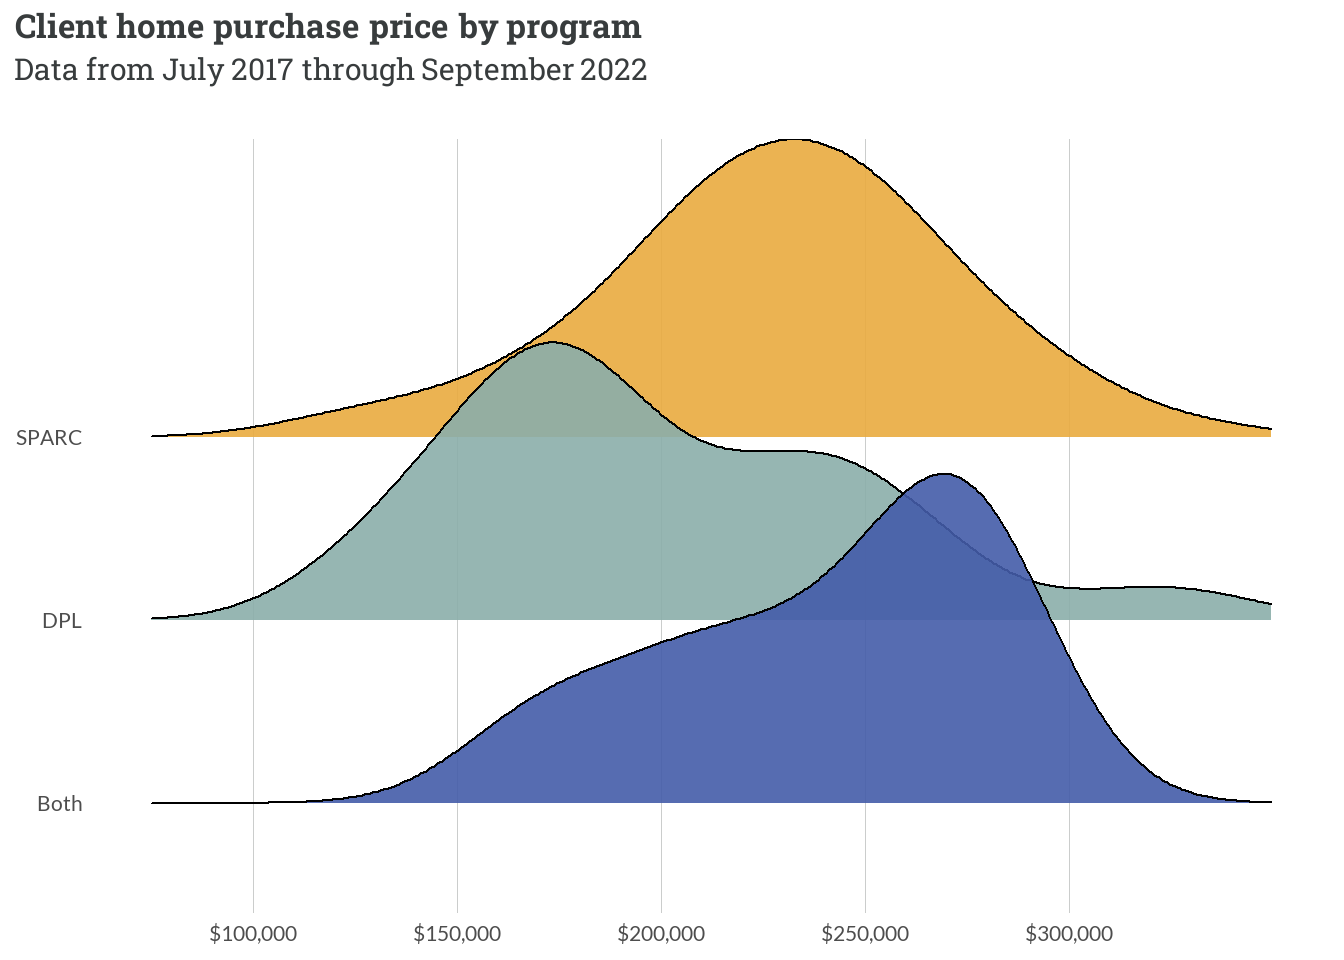 Client home purchase price by program
Data from July 2017 through September 2022
SPARC
DPL
Both
$100,000 $150,000 $200,000 $250,000 $300,000